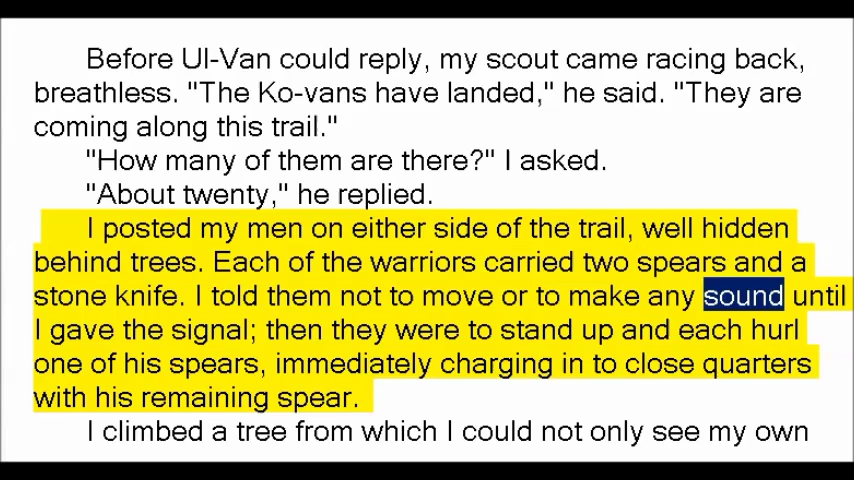 Before Ul-Van could reply, my scout came racing back,
breathless. "The Ko-vans have landed," he said. "They are
coming along this trail."
"How many of them are there?" I asked.
"About twenty," he replied.
I posted my men on either side of the trail, well hidden
behind trees. Each of the warriors carried two spears and a
stone knife. I told them not to move or to make any sound until
I gave the signal; then they were to stand up and each hurl
one of his spears, immediately charging in to close quarters
with his remaining spear.
I climbed a tree from which I could not only see my own